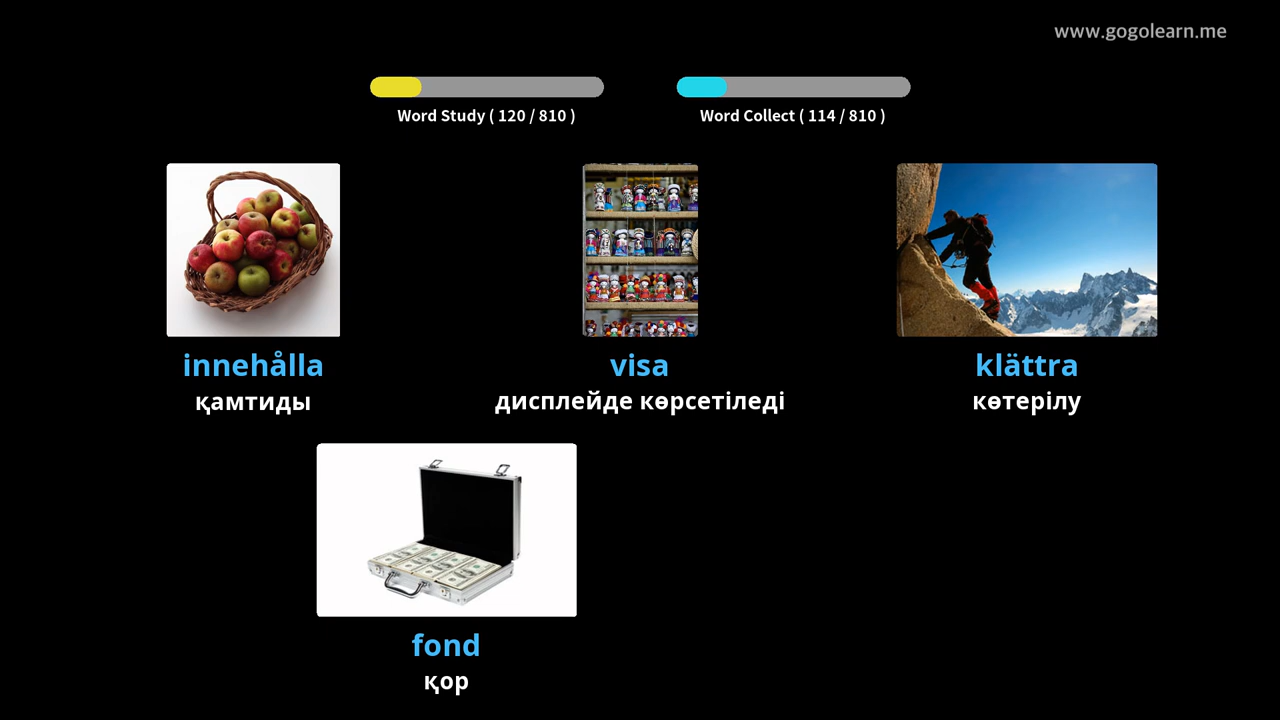 www.gogolearn.me
Word Study ( 120 / 810 )
Word Collect ( 114 / 810 )
innehålla
қамтиды
visa
дисплейде көрсетіледі
klättra
көтерілу
fond
қор